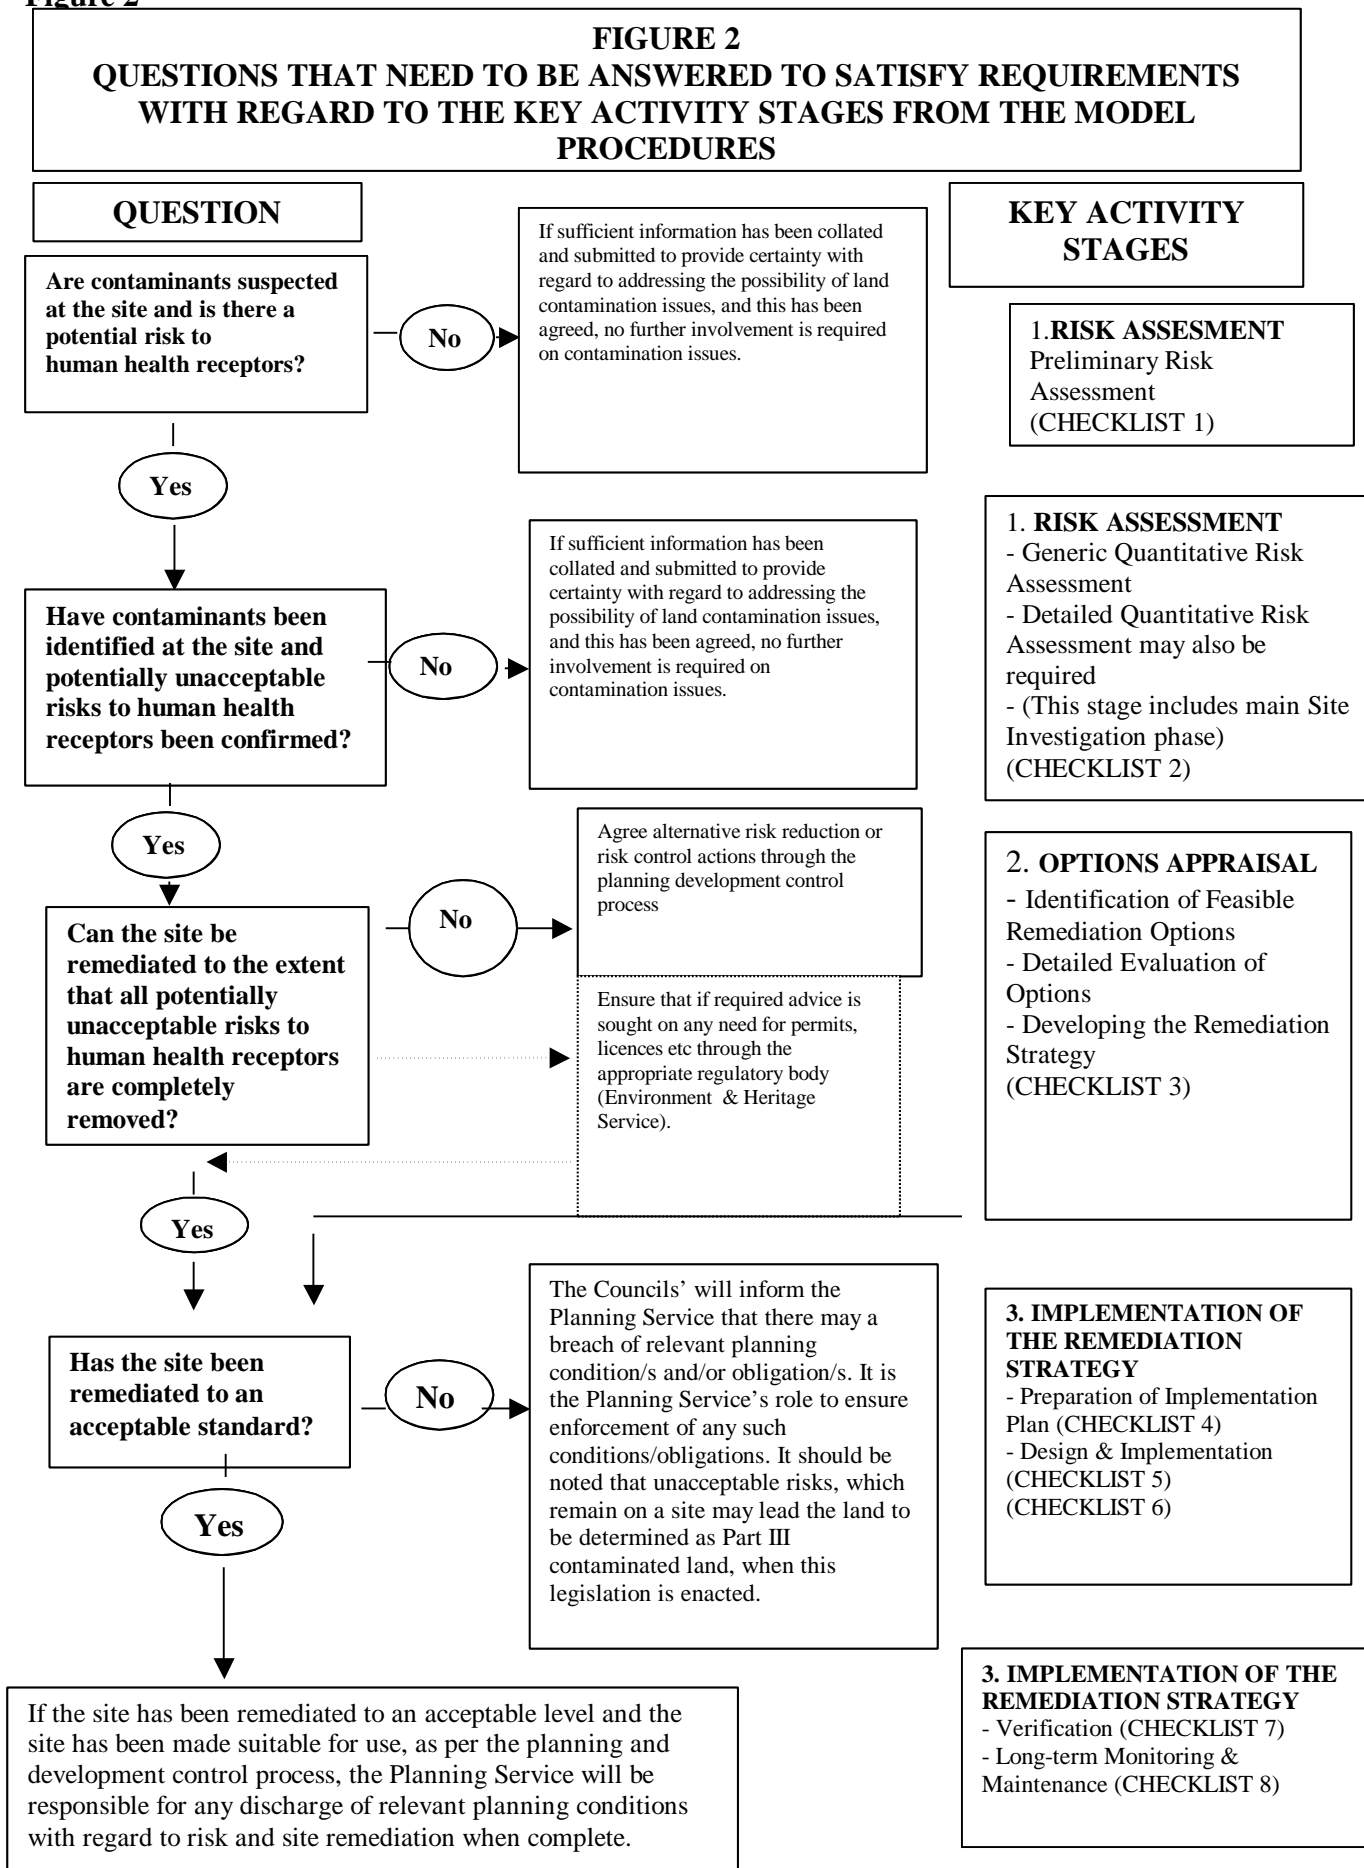 Figure 2
FIGURE 2
QUESTIONS THAT NEED TO BE ANSWERED TO SATISFY REQUIREMENTS
WITH REGARD TO THE KEY ACTIVITY STAGES FROM THE MODEL
PROCEDURES
QUESTION
KEY ACTIVITY
STAGES
Are contaminants suspected
at the site and is there a
potential risk to
human health receptors?
No
If sufficient information has been collated
and submitted to provide certainty with
regard to addressing the possibility of land
contamination issues, and this has been
agreed, no further involvement is required
on contamination issues.
1.RISK ASSESMENT
Preliminary Risk
Assessment
(CHECKLIST 1)
Yes
Have contaminants been
identified at the site and
potentially unacceptable
risks to human health
receptors been confirmed?
No
If sufficient information has been
collated and submitted to provide
certainty with regard to addressing the
possibility of land contamination issues,
and this has been agreed, no further
involvement is required on
contamination issues.
1. RISK ASSESSMENT
- Generic Quantitative Risk
Assessment
- Detailed Quantitative Risk
Assessment may also be
required
- (This stage includes main Site
Investigation phase)
(CHECKLIST 2)
Yes
Can the site be
remediated to the extent
that all potentially
unacceptable risks to
human health receptors
are completely
removed?
No
Agree alternative risk reduction or
risk control actions through the
planning development control
process
Ensure that if required advice is
sought on any need for permits,
licences etc through the
appropriate regulatory body
(Environment & Heritage
Service).
2. OPTIONS APPRAISAL
- Identification of Feasible
Remediation Options
- Detailed Evaluation of
Options
- Developing the Remediation
Strategy
(CHECKLIST 3)
Yes
Has the site been
remediated to an
acceptable standard?
No
The Councils’ will inform the
Planning Service that there may a
breach of relevant planning
condition/s and/or obligation/s. It is
the Planning Service’s role to ensure
enforcement of any such
conditions/obligations. It should be
noted that unacceptable risks, which
remain on a site may lead the land to
be determined as Part III
contaminated land, when this
legislation is enacted.
3. IMPLEMENTATION OF
THE REMEDIATION
STRATEGY
- Preparation of Implementation
Plan (CHECKLIST 4)
- Design & Implementation
(CHECKLIST 5)
(CHECKLIST 6)
Yes
If the site has been remediated to an acceptable level and the
site has been made suitable for use, as per the planning and
development control process, the Planning Service will be
responsible for any discharge of relevant planning conditions
with regard to risk and site remediation when complete.
3. IMPLEMENTATION OF THE
REMEDIATION STRATEGY
- Verification (CHECKLIST 7)
- Long-term Monitoring &
Maintenance (CHECKLIST 8)